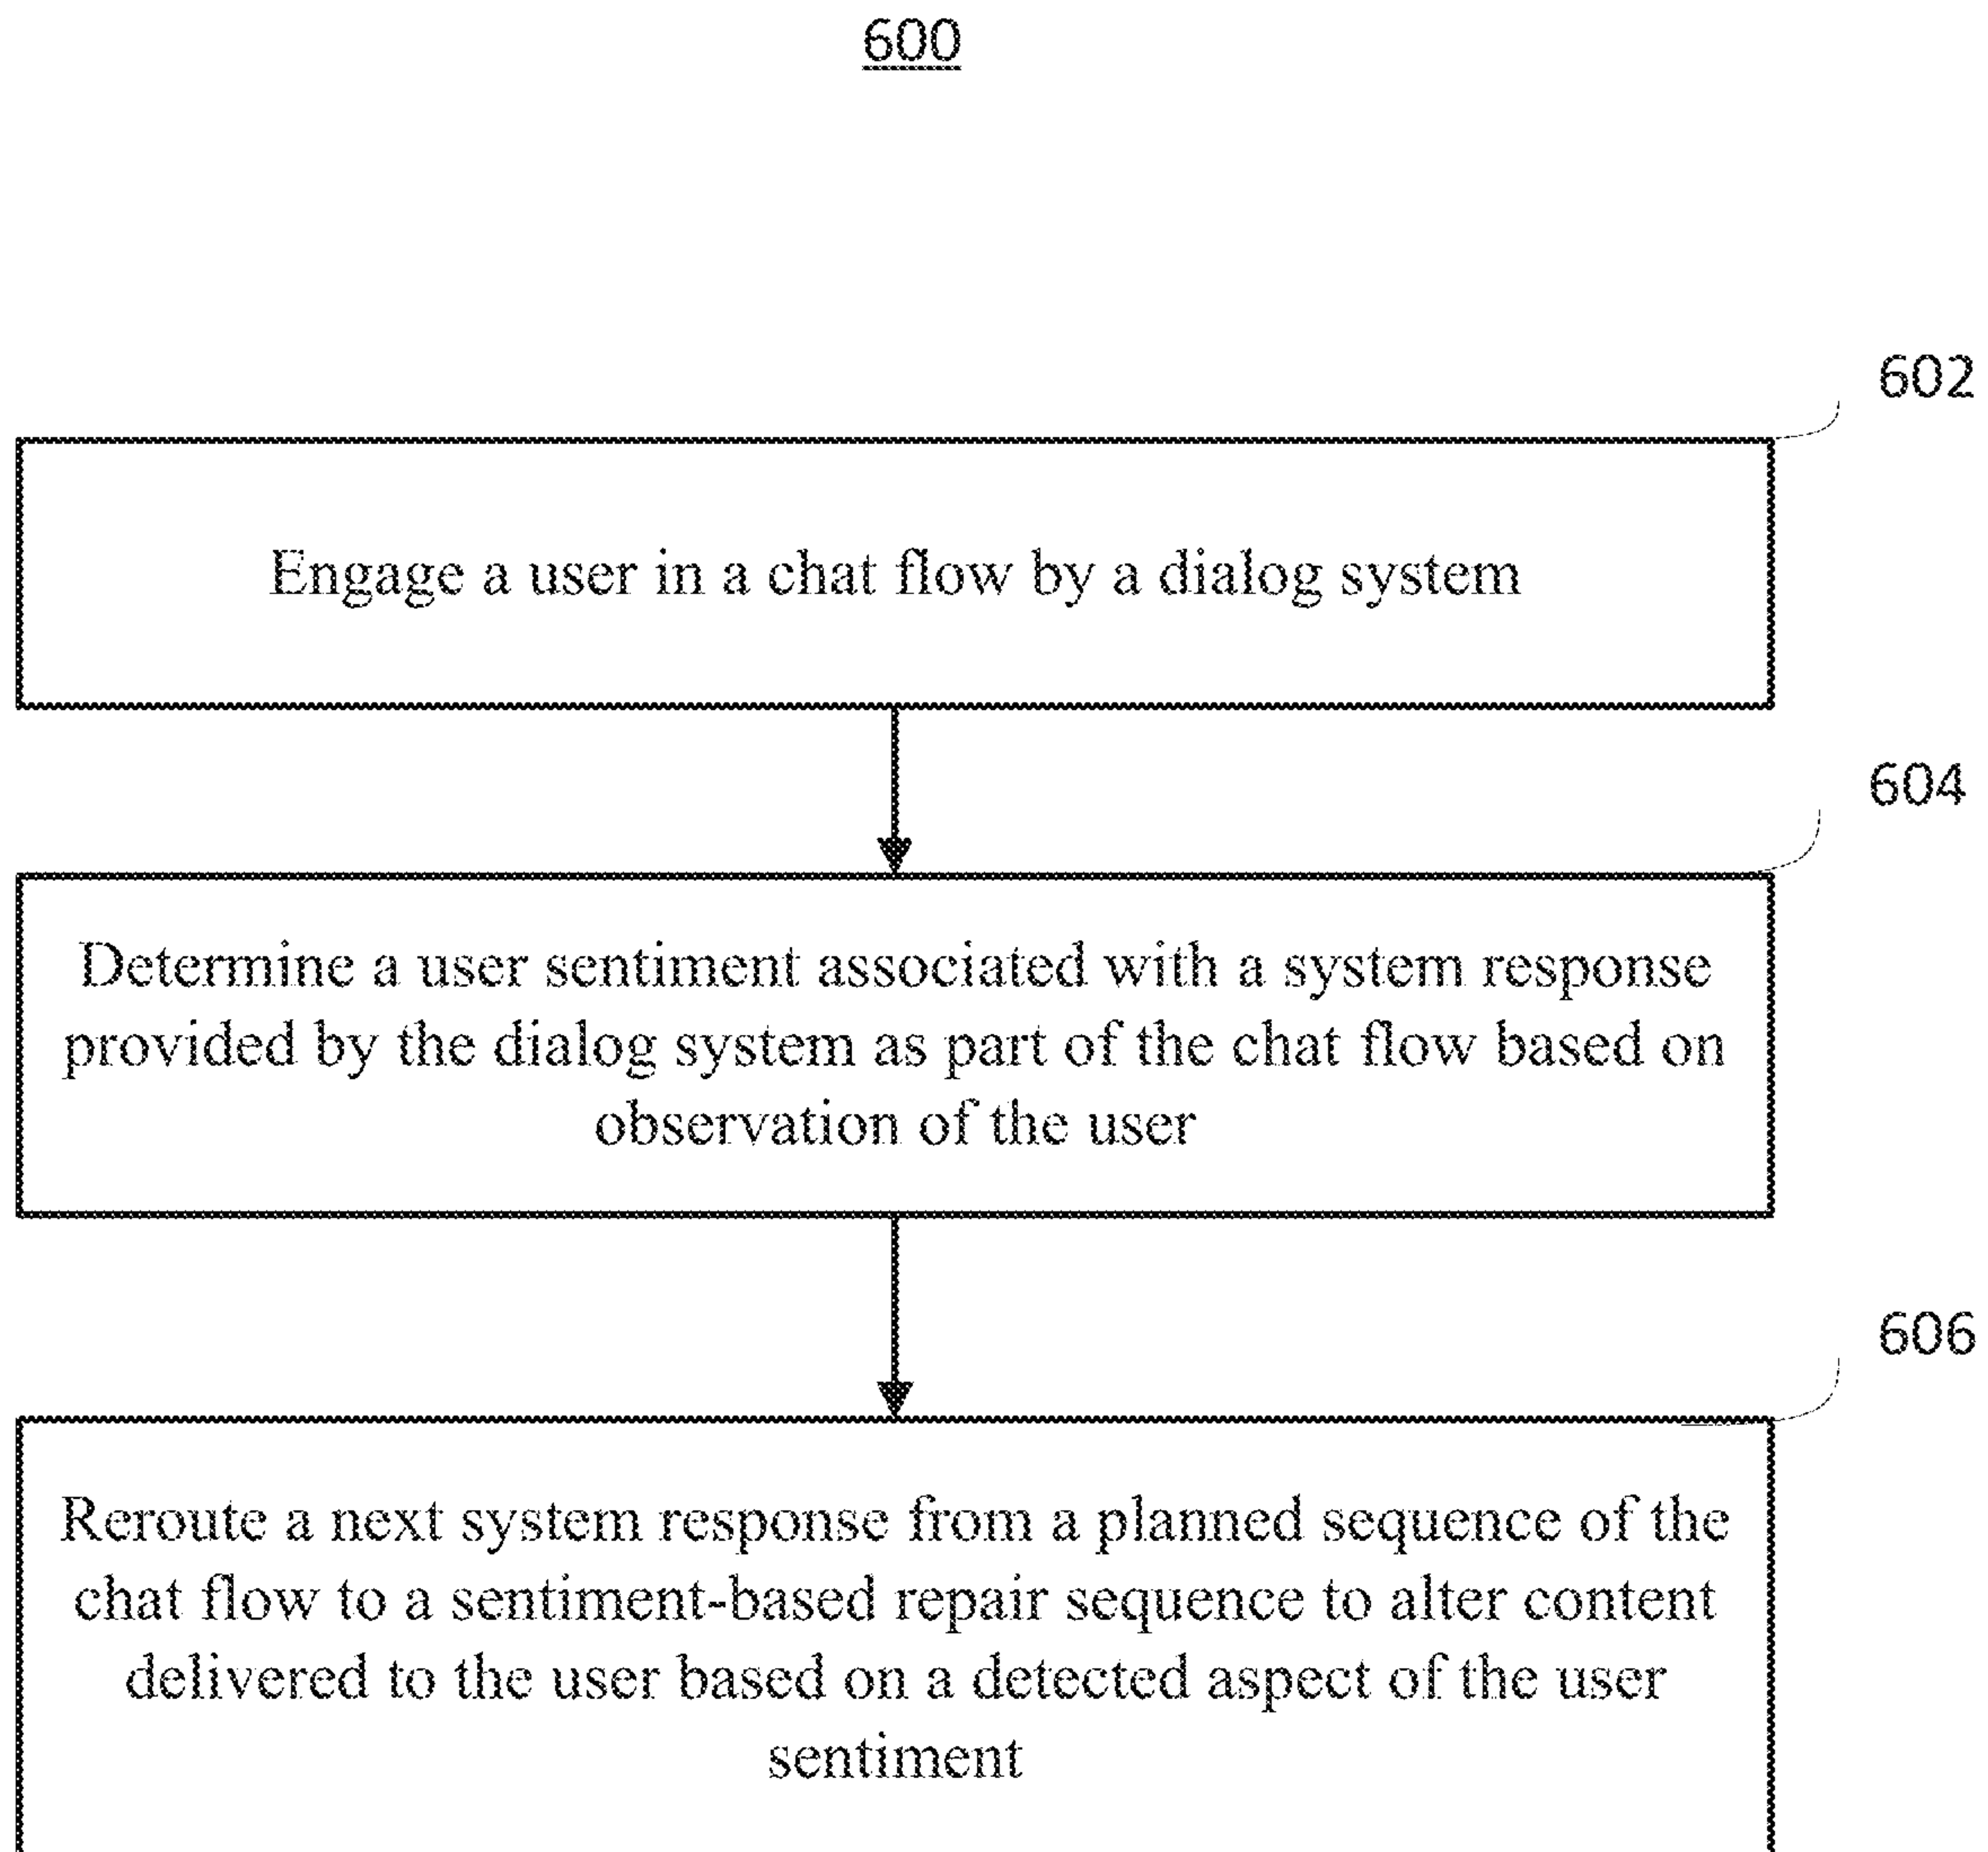 600
602
Engage a user in a chat flow by a dialog system
604
Determine a user sentiment associated with a system response
provided by the dialog system as part of the chat flow based on
observation of the user
606
Reroute a next system response from a planned sequence of the
chat flow to a sentiment-based repair sequence to alter content
delivered to the user based on a detected aspect of the user
sentiment